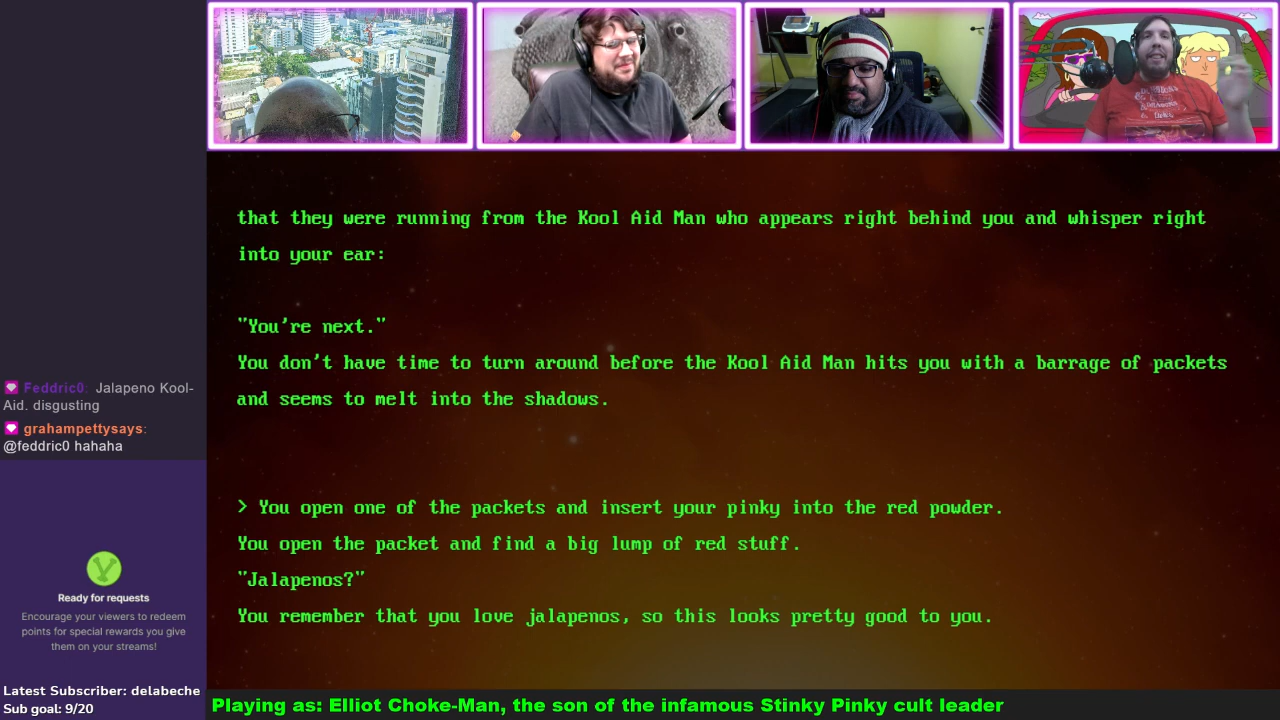 that they were running from the Kool Aid Man who appears right behind you and whisper right
into your ear:
"You're next."
You don't have time to turn around before the Kool Aid Man hits you with a barrage of packets
and seems to melt into the shadows.
> You open one of the packets and insert your pinky into the red powder.
You open the packet and find a big lump of red stuff.
"Jalapenos?"
You remember that you love jalapenos, so this looks pretty good to you.
Feddric0: Jalapeno Kool-
Aid. disgusting
grahampettysays:
@feddric0 hahaha
Ready for requests
Encourage your viewers to redeem
points for special rewards you give
them on your streams!
Latest Subscriber: delabeche
Sub goal: 9/20
Playing as: Elliot Choke-Man, the son of the infamous Stinky Pinky cult leader